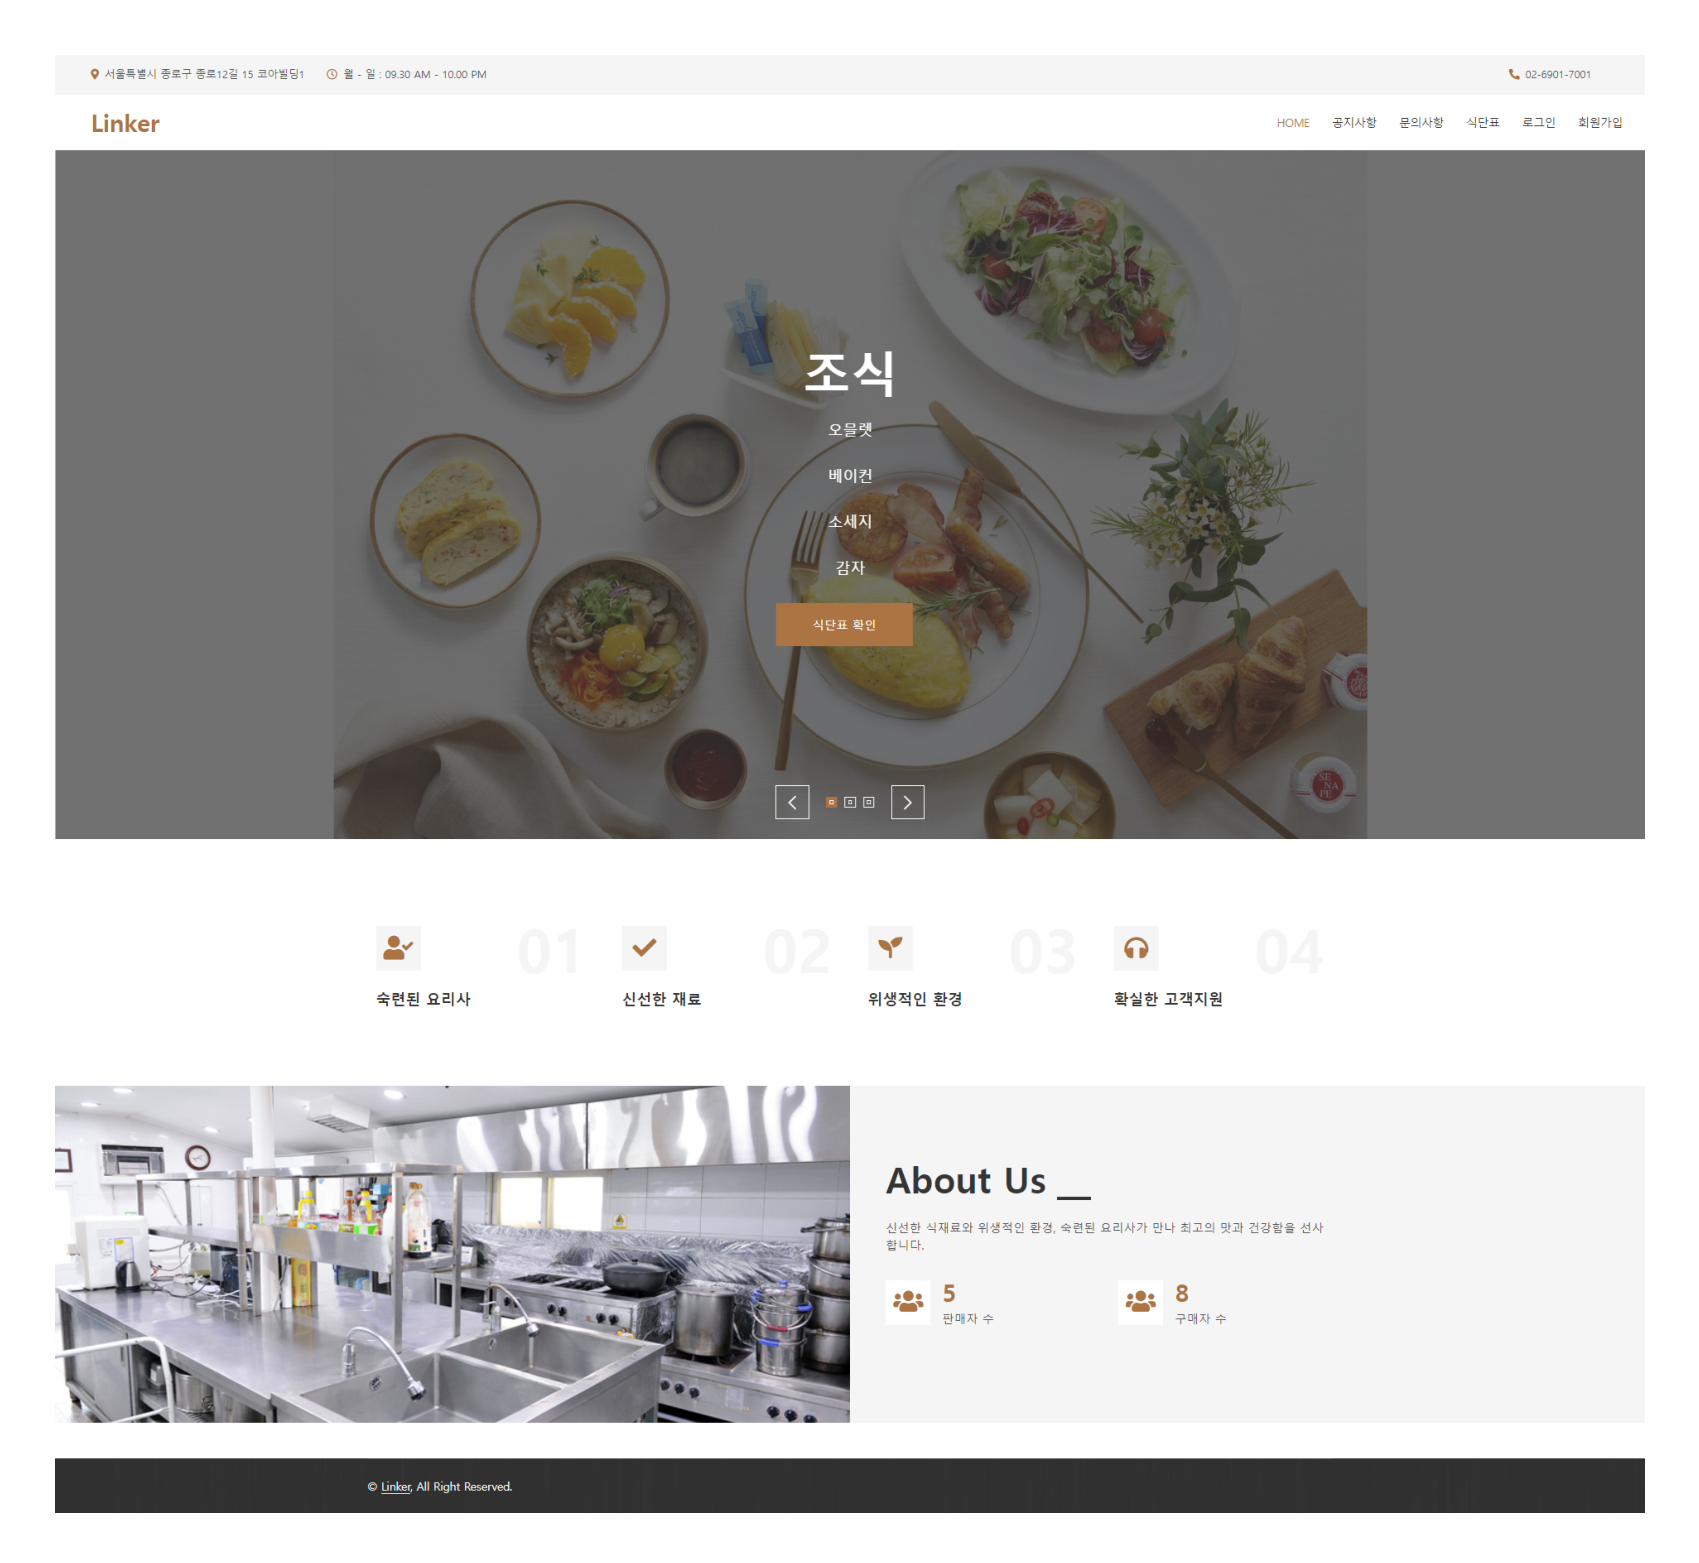 서울특별시 종로구 종로12길 15 코아빌딩1 월 - 일 : 09.30 AM - 10.00 PM 02-6901-7001
Linker HOME 공지사항 문의사항 식단표 로그인 회원가입
조식
오믈렛
베이컨
소세지
감자
식단표 확인
SE
NA
PE
01 02 03 04
숙련된 요리사 신선한 재료 위생적인 환경 확실한 고객지원
About Us __
신선한 식재료와 위생적인 환경, 숙련된 요리사가 만나 최고의 맛과 건강함을 선사
합니다.
5 8
판매자 수 구매자 수
© Linker, All Right Reserved.